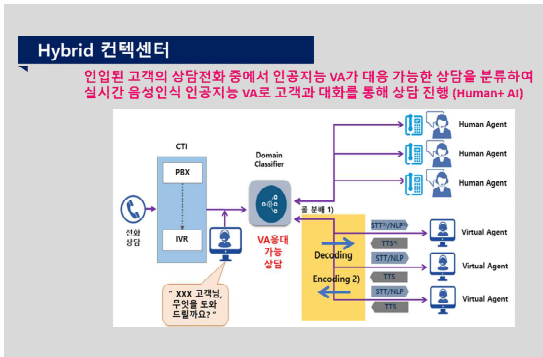 Hybrid 컨텍센터
인입된 고객의 상담전화 중에서 인공지능 VA가 대응 가능한 상담을 분류하여
실시간 음성인식 인공지능 VA로 고객과 대화를 통해 상담 진행 (Human+ AI)
CTI
PBX
IVR
전화
상담
Domain
Classifier
VA응대
가능
상담
콜 분배 1)
Human Agent
Human Agent
Human Agent
Decoding
Encoding 2)
STT³⁾/NLP⁴⁾
TTS⁵⁾
STT/NLP
TTS
STT/NLP
TTS
Virtual Agent
Virtual Agent
Virtual Agent
" XXX 고객님,
무엇을 도와
드릴까요? "